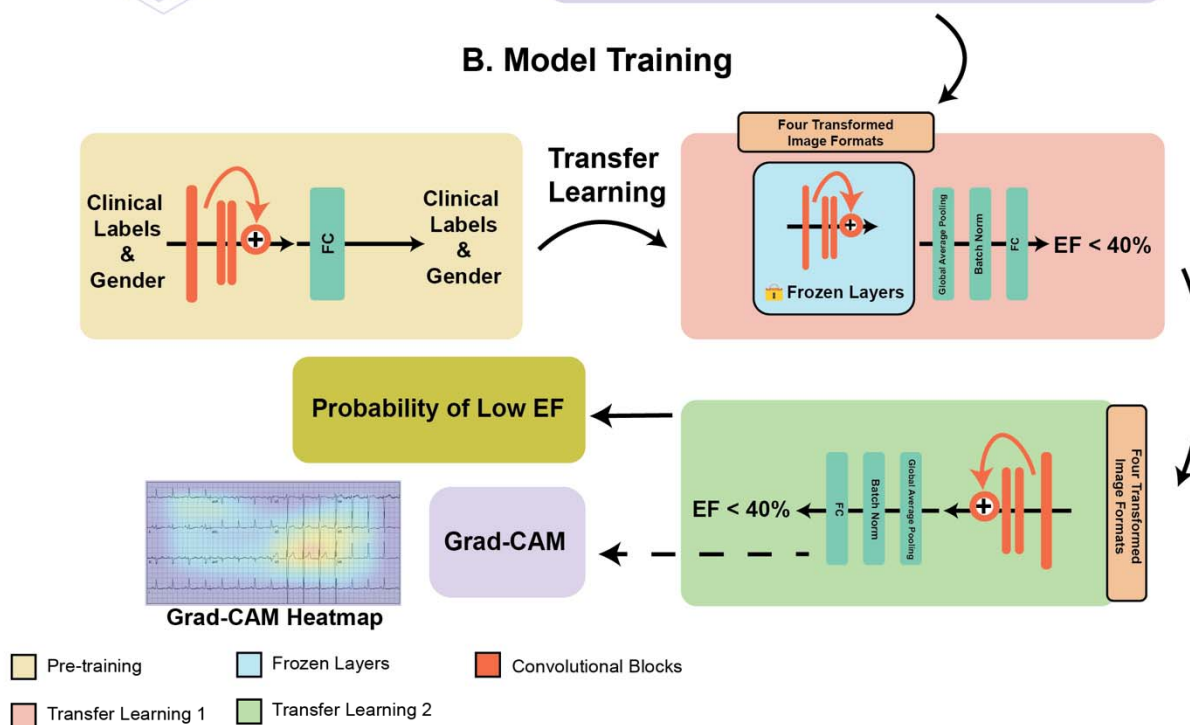 B. Model Training
Clinical
Labels
&
Gender
+
FC
Clinical
Labels
&
Gender
Transfer
Learning
Four Transformed
Image Formats
+
Frozen Layers
Global Average Pooling
Batch Norm
FC
EF < 40%
Probability of Low EF
Grad-CAM
EF < 40%
FC
Batch Norm
Global Average Pooling
+
Four Transformed
Image Formats
Grad-CAM Heatmap
Pre-training
Frozen Layers
Convolutional Blocks
Transfer Learning 1
Transfer Learning 2